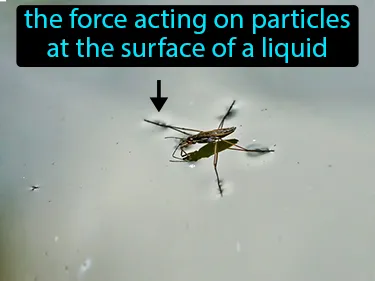 the force acting on particles
at the surface of a liquid